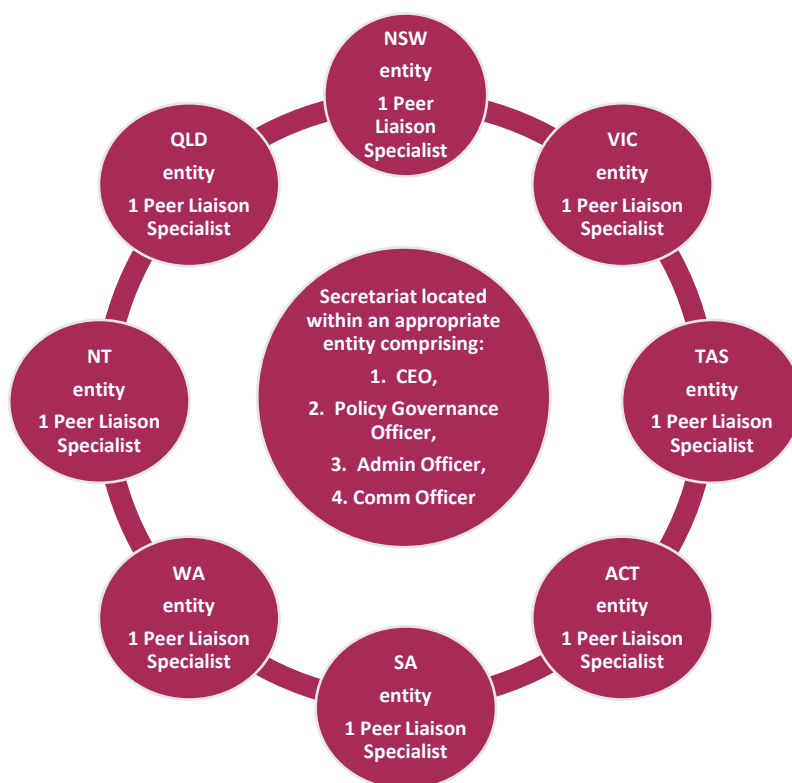 NSW
entity
1 Peer
Liaison
Specialist
VIC
entity
1 Peer Liaison
Specialist
TAS
entity
1 Peer Liaison
Specialist
ACT
entity
1 Peer Liaison
Specialist
SA
entity
1 Peer Liaison
Specialist
WA
entity
1 Peer Liaison
Specialist
NT
entity
1 Peer Liaison
Specialist
QLD
entity
1 Peer Liaison
Specialist
Secretariat located
within an appropriate
entity comprising:
1. CEO,
2. Policy Governance
Officer,
3. Admin Officer,
4. Comm Officer